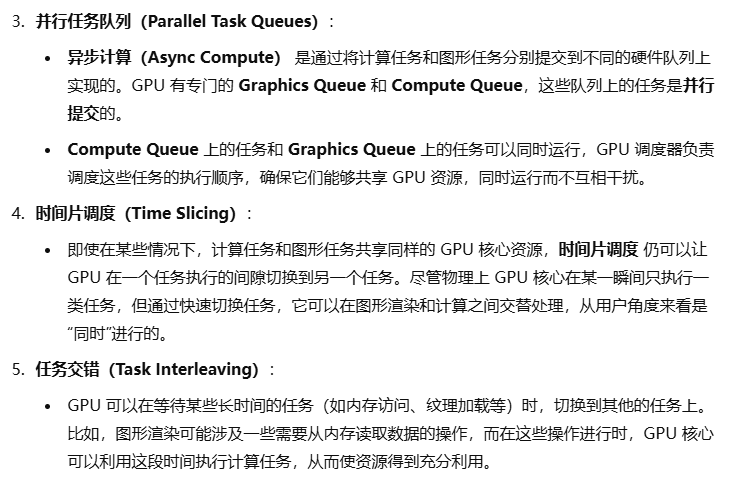 3. 并行任务队列（Parallel Task Queues）：
• 异步计算（Async Compute） 是通过将计算任务和图形任务分别提交到不同的硬件队列上
实现的。GPU 有专门的 Graphics Queue 和 Compute Queue，这些队列上的任务是并行
提交的。
• Compute Queue 上的任务和 Graphics Queue 上的任务可以同时运行，GPU 调度器负责
调度这些任务的执行顺序，确保它们能够共享 GPU 资源，同时运行而不互相干扰。
4. 时间片调度（Time Slicing）：
• 即使在某些情况下，计算任务和图形任务共享同样的 GPU 核心资源，时间片调度 仍可以让
GPU 在一个任务执行的间隙切换到另一个任务。尽管物理上 GPU 核心在某一瞬间只执行一
类任务，但通过快速切换任务，它可以在图形渲染和计算之间交替处理，从用户角度来看是
“同时”进行的。
5. 任务交错（Task Interleaving）：
• GPU 可以在等待某些长时间的任务（如内存访问、纹理加载等）时，切换到其他的任务上。
比如，图形渲染可能涉及一些需要从内存读取数据的操作，而在这些操作进行时，GPU 核心
可以利用这段时间执行计算任务，从而使资源得到充分利用。